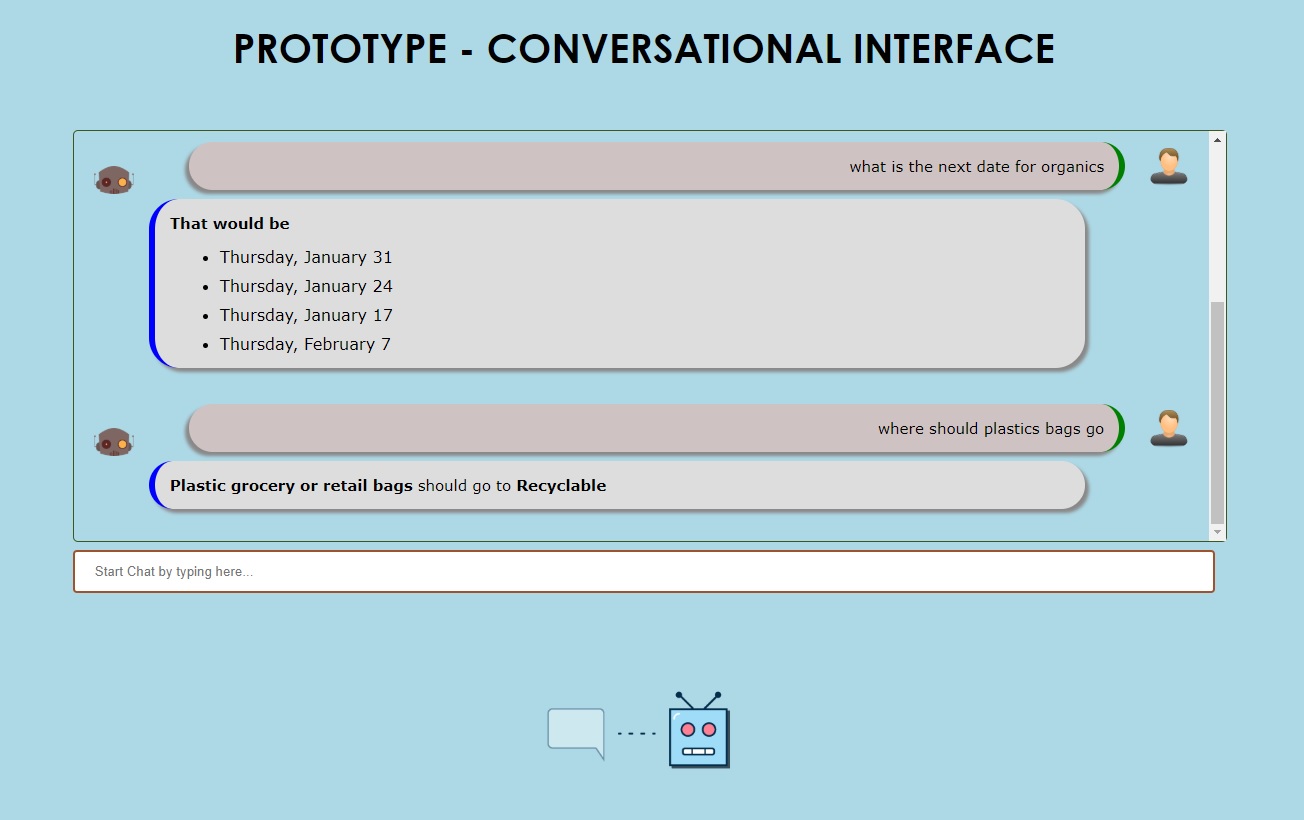 PROTOTYPE - CONVERSATIONAL INTERFACE
what is the next date for organics
That would be
• Thursday, January 31
• Thursday, January 24
• Thursday, January 17
• Thursday, February 7
where should plastics bags go
Plastic grocery or retail bags should go to Recyclable
Start Chat by typing here...